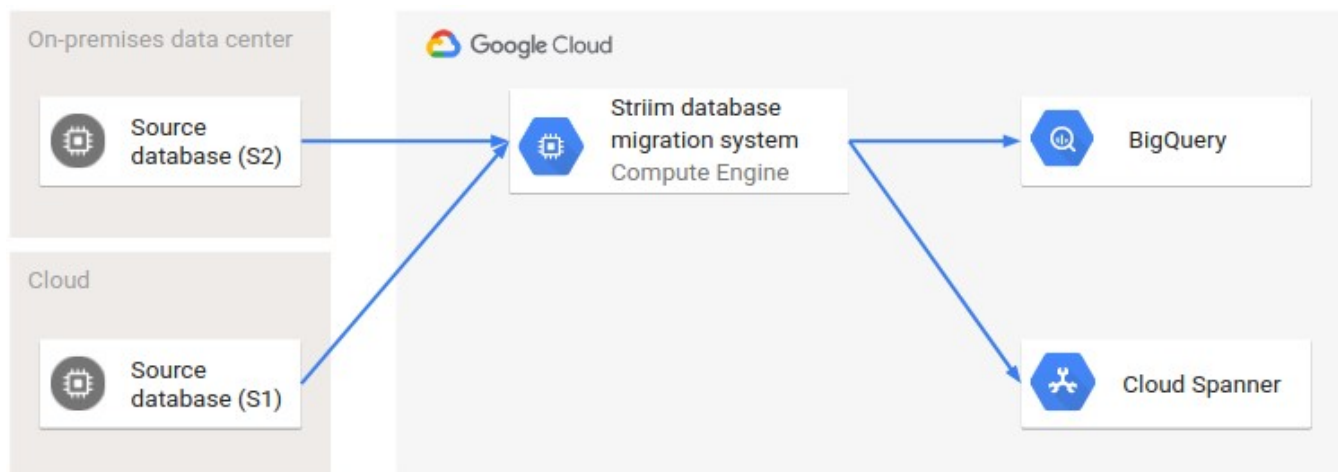 On-premises data center
Source
database (S2)
Cloud
Source
database (S1)
Google Cloud
Striim database
migration system
Compute Engine
BigQuery
Cloud Spanner